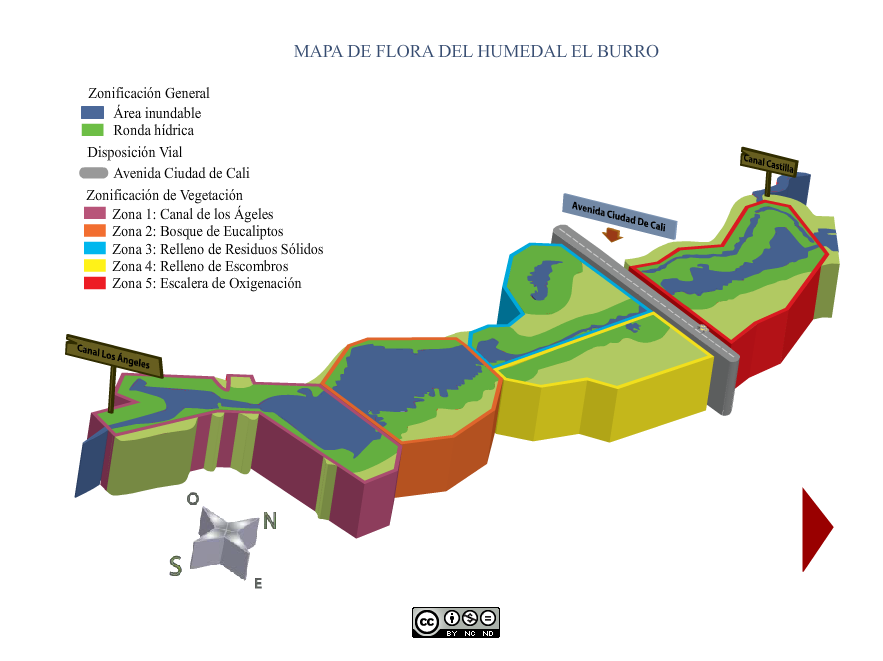 MAPA DE FLORA DEL HUMEDAL EL BURRO
Zonificación General
Área inundable
Ronda hídrica
Disposición Vial
Avenida Ciudad de Cali
Zonificación de Vegetación
Zona 1: Canal de los Ágeles
Zona 2: Bosque de Eucaliptos
Zona 3: Relleno de Residuos Sólidos
Zona 4: Relleno de Escombros
Zona 5: Escalera de Oxigenación
Canal Castilla
Avenida Ciudad De Cali
Canal Los Ángeles
O
N
S
E
cc
BY NC ND